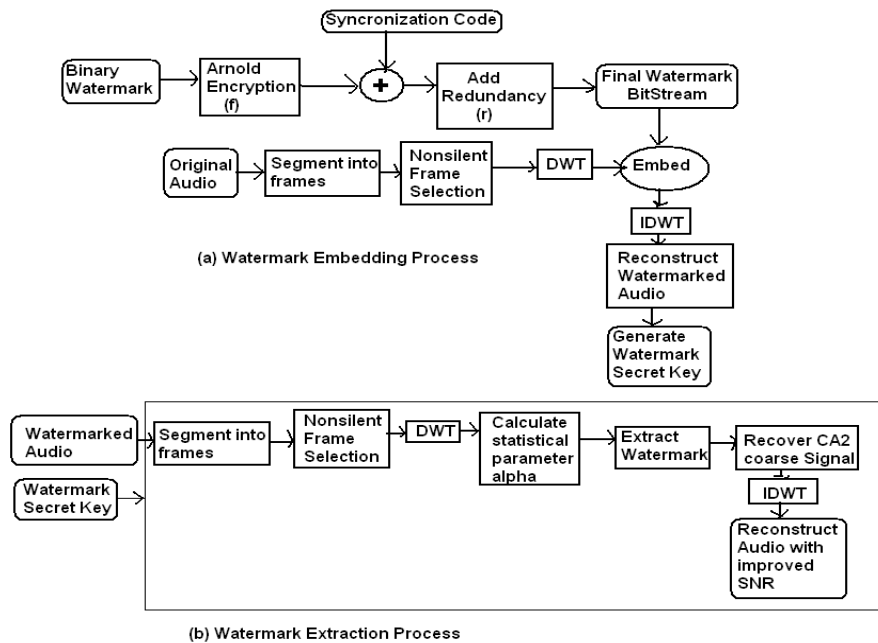 Syncronization Code
Binary
Watermark
Arnold
Encryption
(f)
+
Add
Redundancy
(r)
Final Watermark
BitStream
Original
Audio
Segment into
frames
Nonsilent
Frame
Selection
DWT
Embed
IDWT
(a) Watermark Embedding Process
Reconstruct
Watermarked
Audio
Generate
Watermark
Secret Key
Watermarked
Audio
Watermark
Secret Key
Segment into
frames
Nonsilent
Frame
Selection
DWT
Calculate
statistical
parameter
alpha
Extract
Watermark
Recover CA2
coarse Signal
IDWT
Reconstruct
Audio with
improved
SNR
(b) Watermark Extraction Process